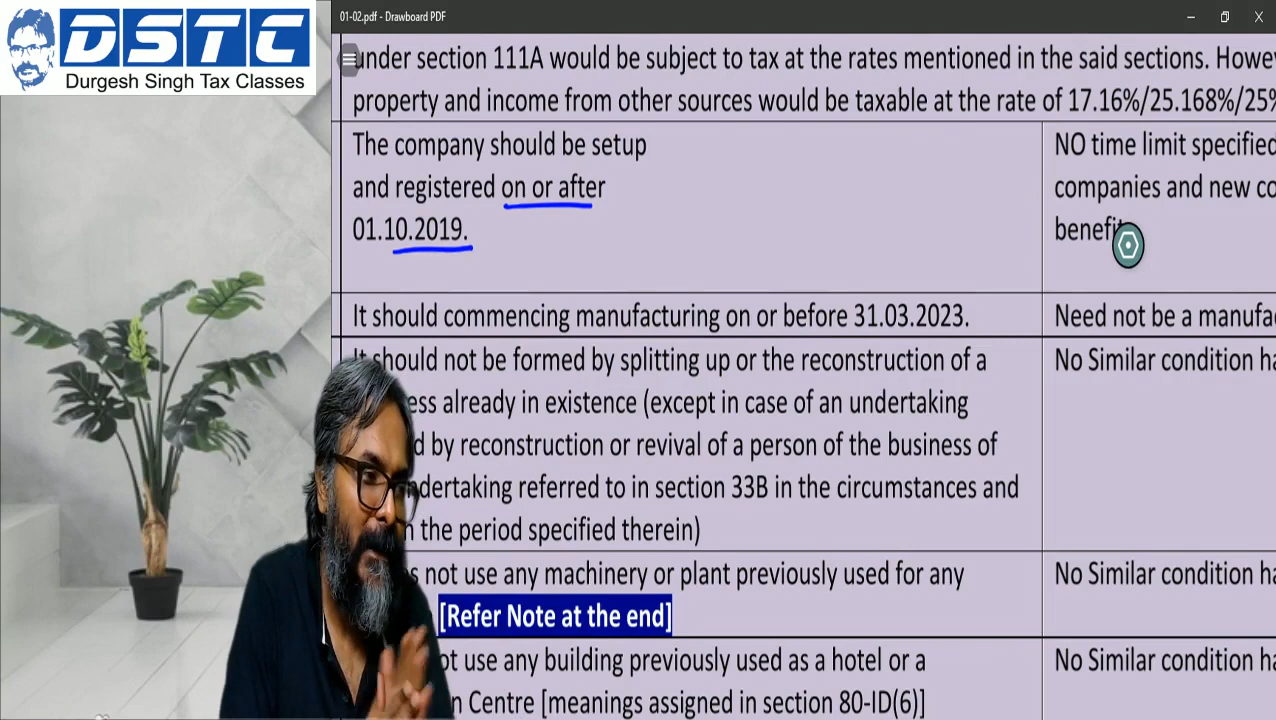 DSTC
Durgesh Singh Tax Classes
01-02.pdf - Drawboard PDF
under section 111A would be subject to tax at the rates mentioned in the said sections. Howe
property and income from other sources would be taxable at the rate of 17.16%/25.168%/25%
The company should be setup
and registered on or after
01.10.2019.
NO time limit specified
companies and new co
benefit
It should commencing manufacturing on or before 31.03.2023.
Need not be a manufa
It should not be formed by splitting up or the reconstruction of a
ess already in existence (except in case of an undertaking
d by reconstruction or revival of a person of the business of
ndertaking referred to in section 33B in the circumstances and
n the period specified therein)
No Similar condition ha
s not use any machinery or plant previously used for any
[Refer Note at the end]
No Similar condition ha
ot use any building previously used as a hotel or a
n Centre [meanings assigned in section 80-ID(6)]
No Similar condition ha